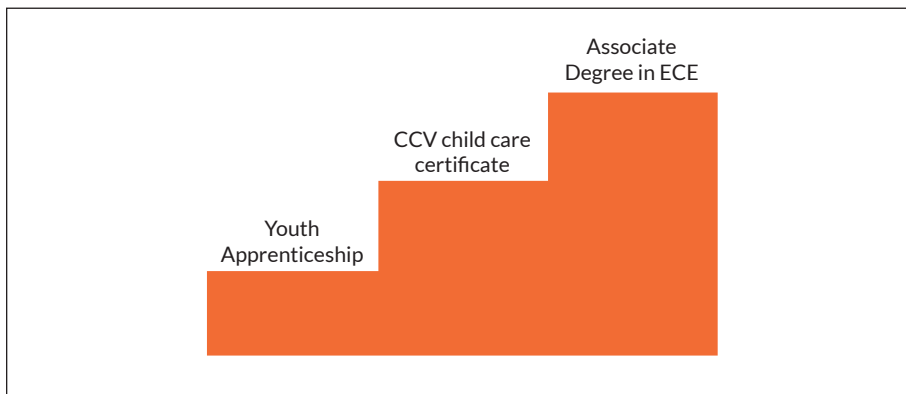 Associate
Degree in ECE
CCV child care
certificate
Youth
Apprenticeship